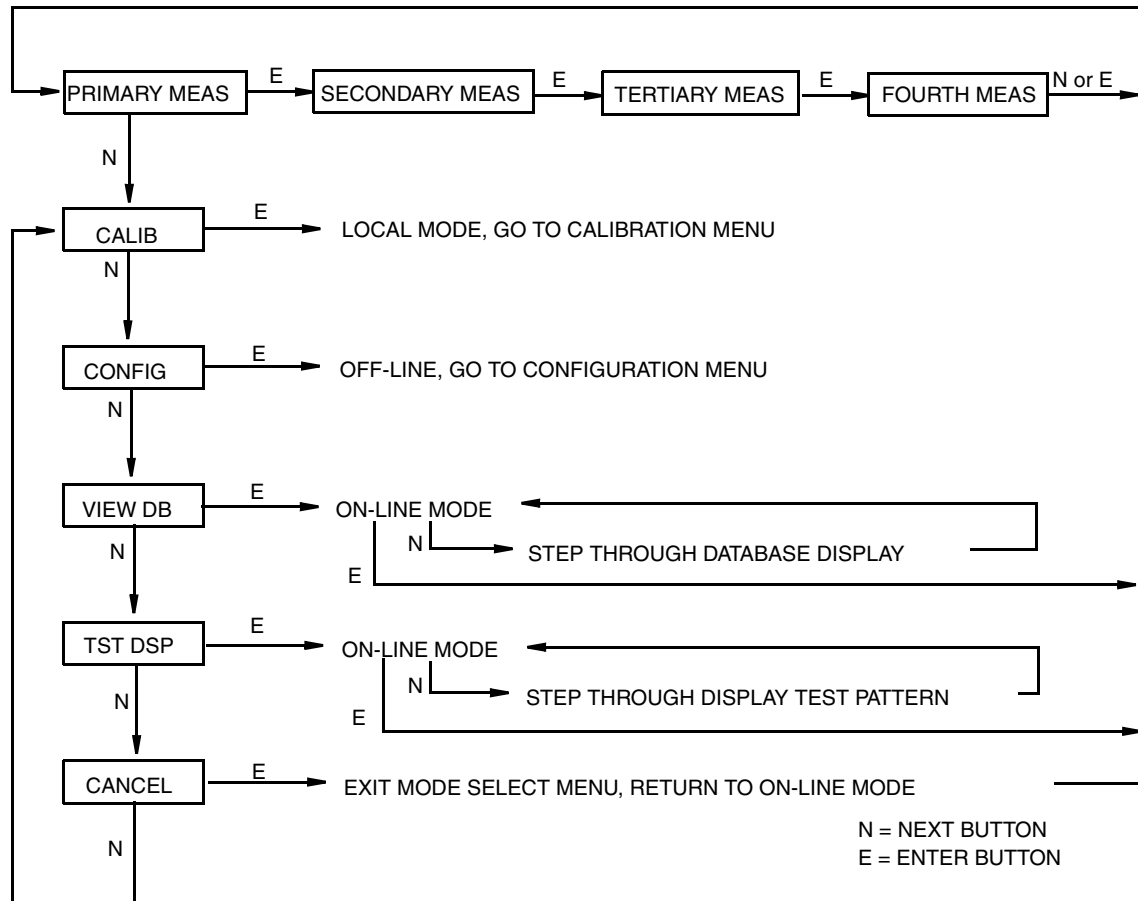 PRIMARY MEAS E SECONDARY MEAS E TERTIARY MEAS E FOURTH MEAS N or E
N
CALIB E LOCAL MODE, GO TO CALIBRATION MENU
N
CONFIG E OFF-LINE, GO TO CONFIGURATION MENU
N
VIEW DB E ON-LINE MODE
N N STEP THROUGH DATABASE DISPLAY
E
TST DSP E ON-LINE MODE
N N STEP THROUGH DISPLAY TEST PATTERN
E
CANCEL E EXIT MODE SELECT MENU, RETURN TO ON-LINE MODE
N = NEXT BUTTON
N
E = ENTER BUTTON